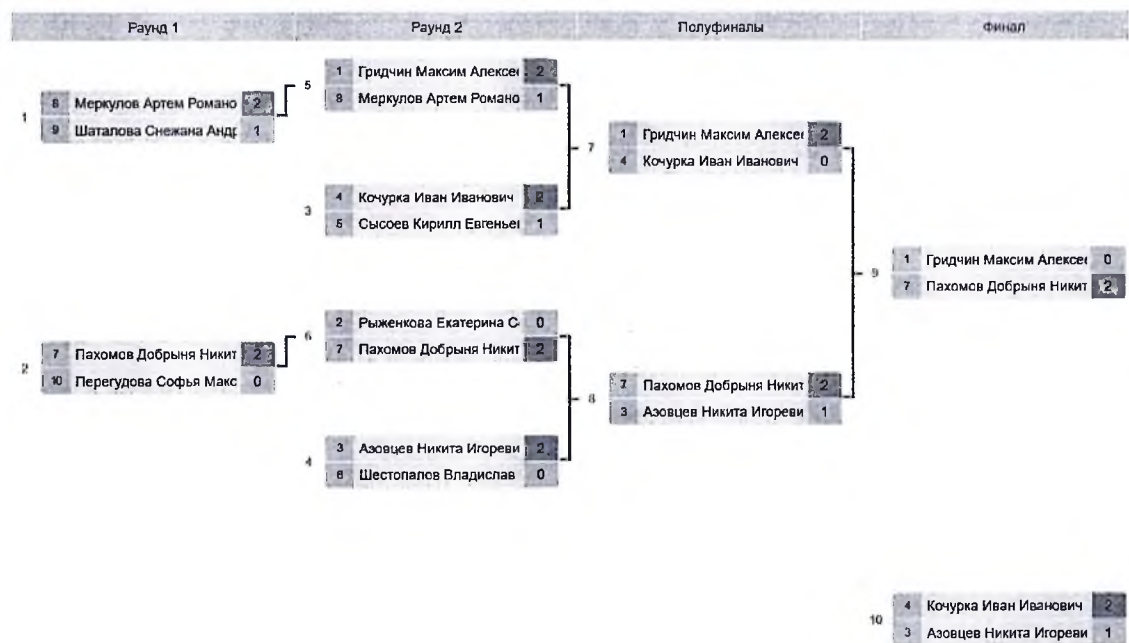 Раунд 1 Раунд 2 Полуфиналы Финал
1
8 Меркулов Артем Романо 2
9 Шаталова Снежана Андр 1
2
7 Пахомов Добрыня Никит 2
10 Перегудова Софья Макс 0
5
1 Гридчин Максим Алексе 2
8 Меркулов Артем Романо 1
3
4 Кочурка Иван Иванович 2
5 Сысоев Кирилл Евгенье 1
6
2 Рыженкова Екатерина С 0
7 Пахомов Добрыня Никит 2
4
3 Азовцев Никита Игореви 2
6 Шестопалов Владислав 0
7
1 Гридчин Максим Алексе 2
4 Кочурка Иван Иванович 0
8
7 Пахомов Добрыня Никит 2
3 Азовцев Никита Игореви 1
9
1 Гридчин Максим Алексе 0
7 Пахомов Добрыня Никит 2
10
4 Кочурка Иван Иванович 2
3 Азовцев Никита Игореви 1